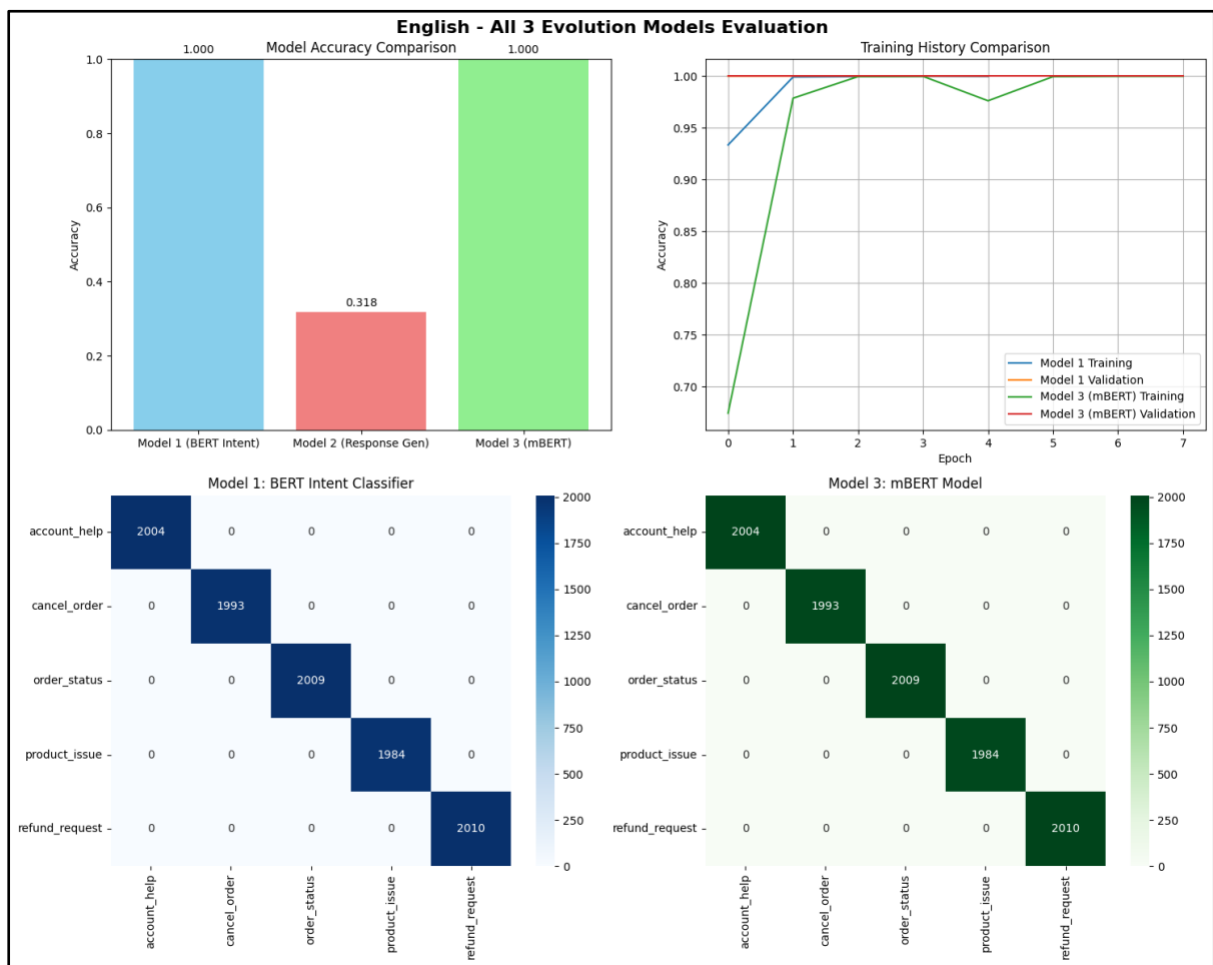 English - All 3 Evolution Models Evaluation
Model Accuracy Comparison
1.000
1.000
0.318
1.0
0.8
0.6
0.4
0.2
0.0
Accuracy
Model 1 (BERT Intent)
Model 2 (Response Gen)
Model 3 (mBERT)
Training History Comparison
1.00
0.95
0.90
0.85
0.80
0.75
0.70
Accuracy
Model 1 Training
Model 1 Validation
Model 3 (mBERT) Training
Model 3 (mBERT) Validation
0 1 2 3 4 5 6 7
Epoch
Model 1: BERT Intent Classifier
account_help 2004 0 0 0 0
cancel_order 0 1993 0 0 0
order_status 0 0 2009 0 0
product_issue 0 0 0 1984 0
refund_request 0 0 0 0 2010
account_help
cancel_order
order_status
product_issue
refund_request
2000
1750
1500
1250
1000
750
500
250
0
Model 3: mBERT Model
account_help 2004 0 0 0 0
cancel_order 0 1993 0 0 0
order_status 0 0 2009 0 0
product_issue 0 0 0 1984 0
refund_request 0 0 0 0 2010
account_help
cancel_order
order_status
product_issue
refund_request
2000
1750
1500
1250
1000
750
500
250
0